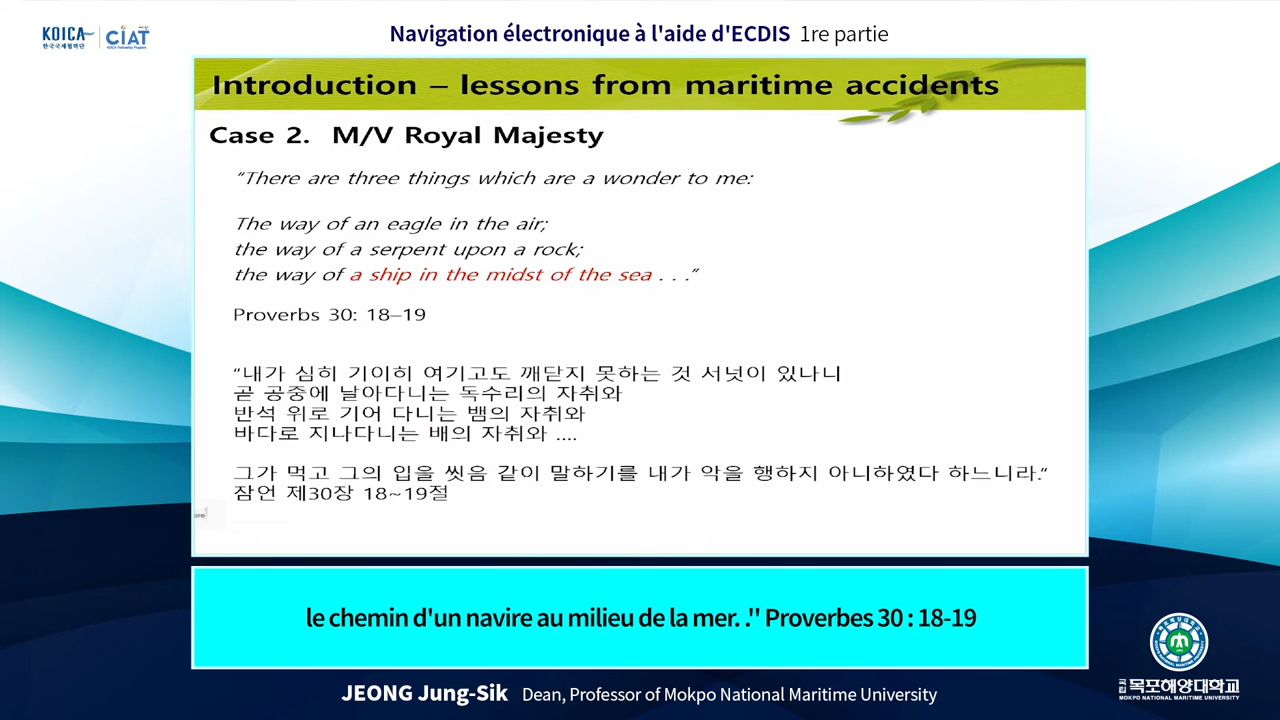 KOICA
한국국제협력단
CIAT
KOICA Fellowship Program
Navigation électronique à l'aide d'ECDIS 1re partie
Introduction – lessons from maritime accidents
Case 2. M/V Royal Majesty
“There are three things which are a wonder to me:
The way of an eagle in the air;
the way of a serpent upon a rock;
the way of a ship in the midst of the sea . . .”
Proverbs 30: 18–19
“내가 심히 기이히 여기고도 깨닫지 못하는 것 서넛이 있나니
곧 공중에 날아다니는 독수리의 자취와
반석 위로 기어 다니는 뱀의 자취와
바다로 지나다니는 배의 자취와 ....
그가 먹고 그의 입을 씻음 같이 말하기를 내가 악을 행하지 아니하였다 하느니라.“
잠언 제30장 18~19절
le chemin d'un navire au milieu de la mer. ." Proverbes 30 : 18-19
JEONG Jung-Sik Dean, Professor of Mokpo National Maritime University
국립 목포해양대학교
MOKPO NATIONAL MARITIME UNIVERSITY